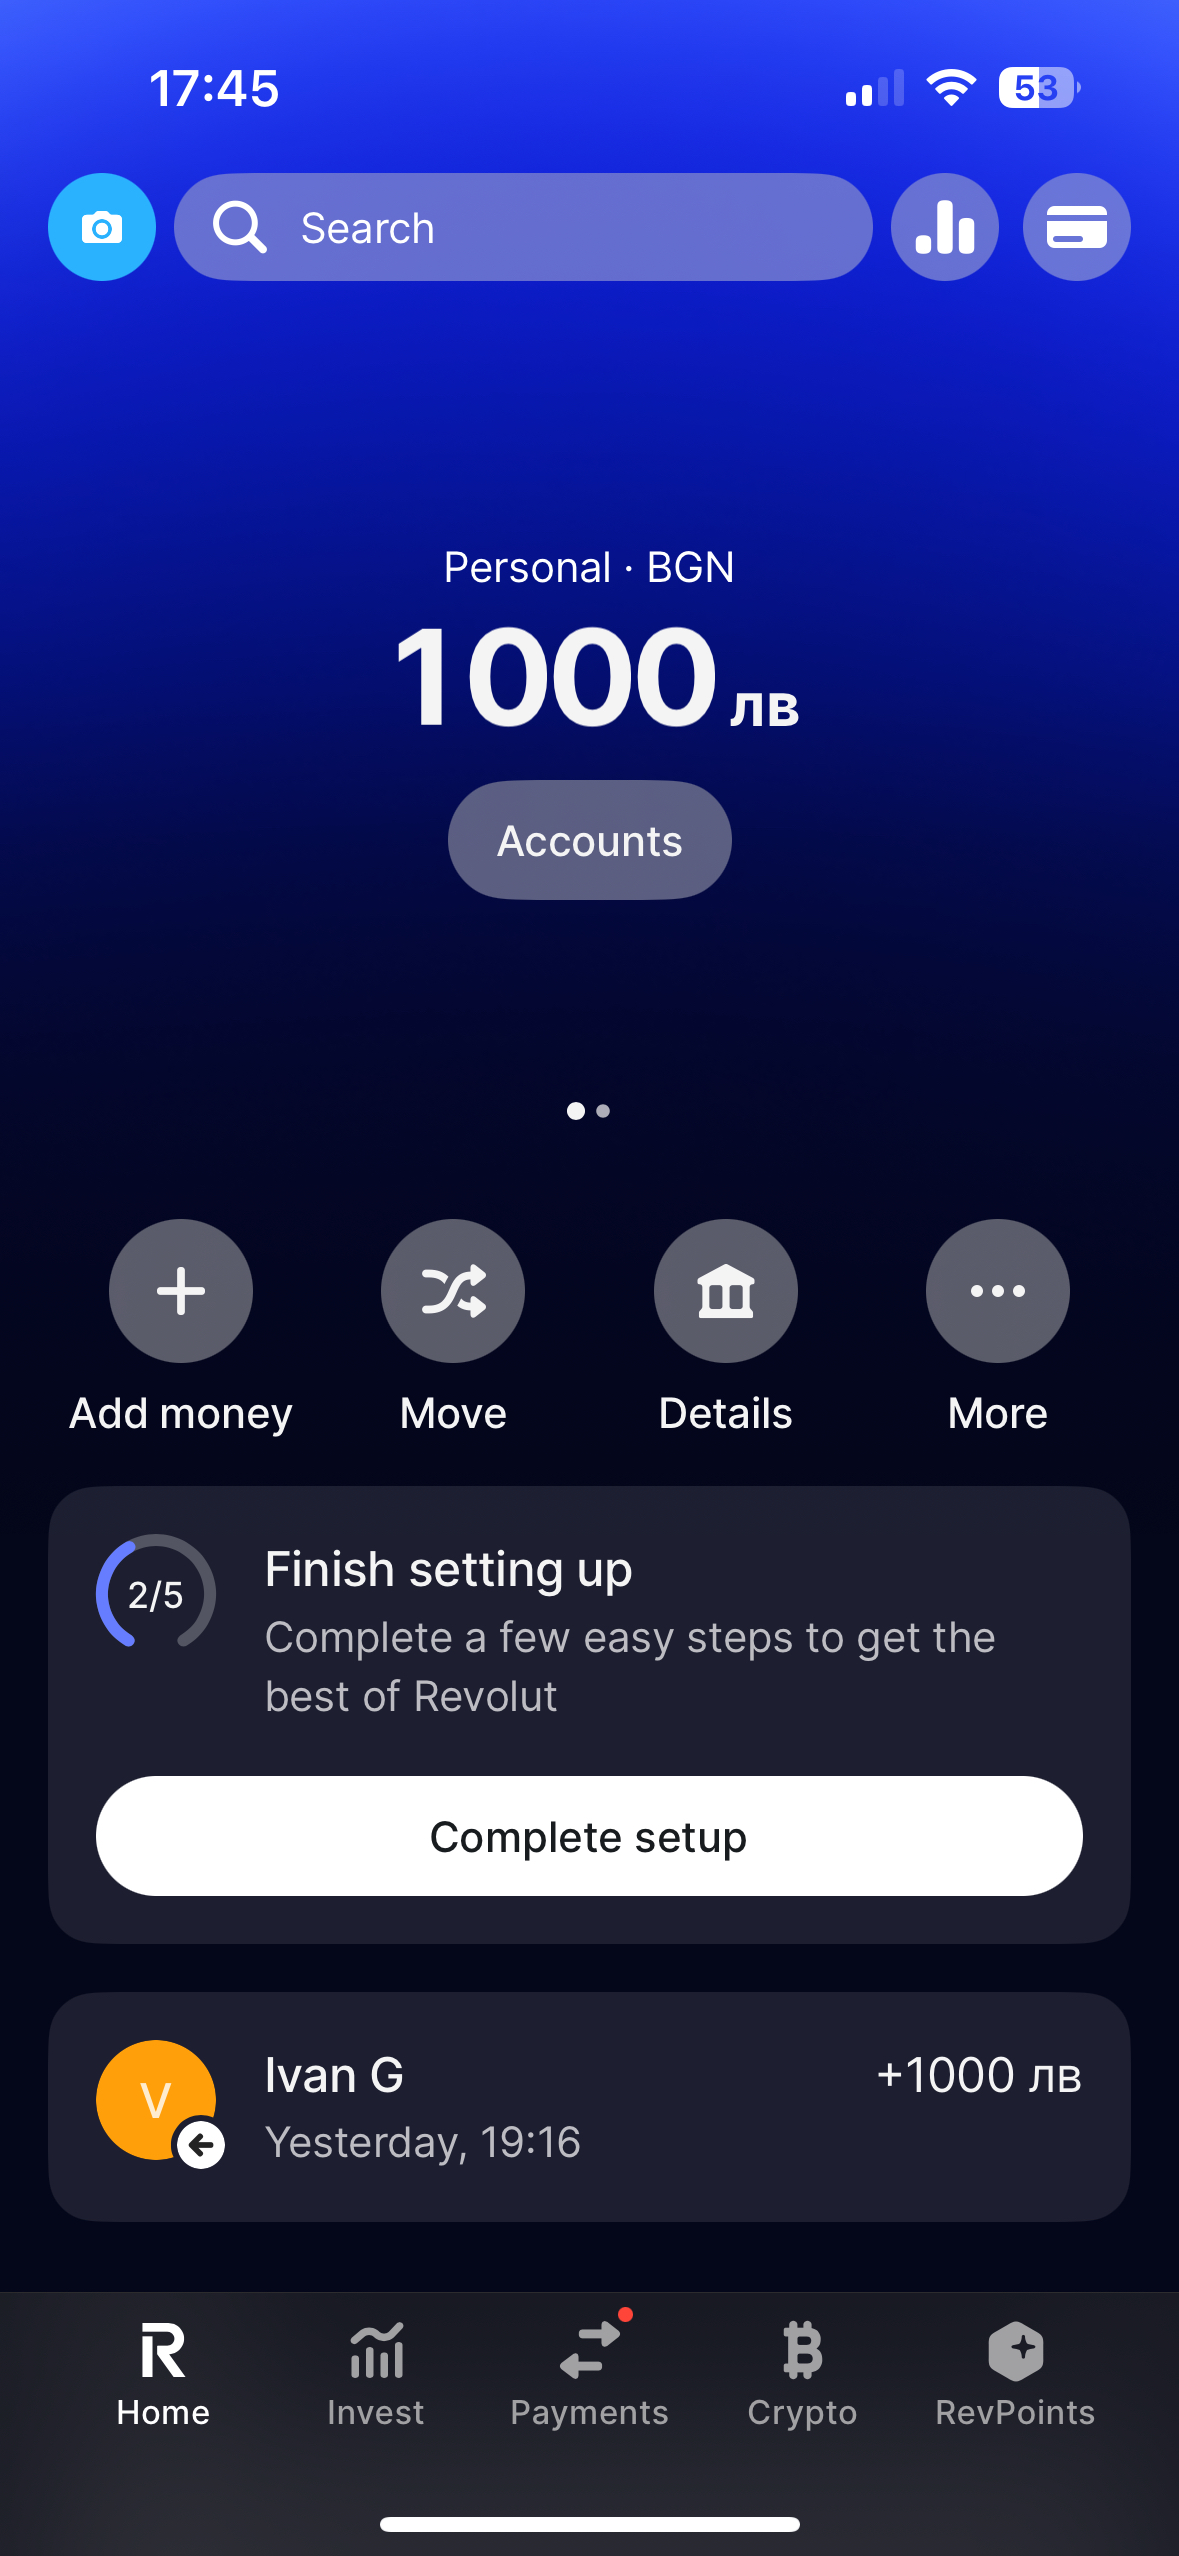 17:45
53
Search
Personal · BGN
1 000 лв
Accounts
Add money
Move
Details
More
2/5
Finish setting up
Complete a few easy steps to get the
best of Revolut
Complete setup
V
Ivan G
+1000 лв
Yesterday, 19:16
Home
Invest
Payments
Crypto
RevPoints